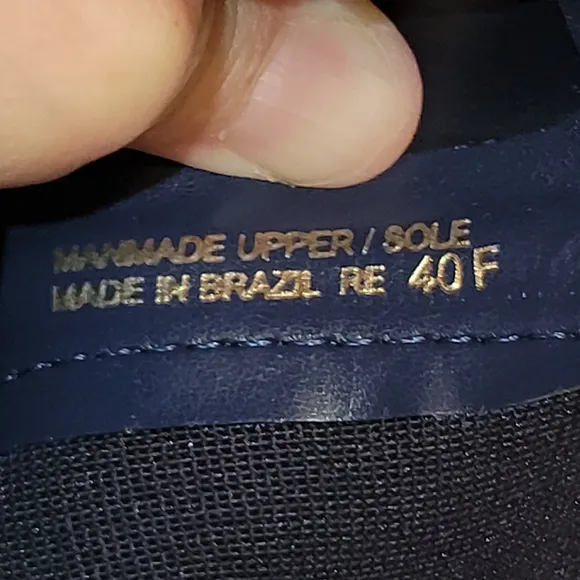 MANMADE UPPER / SOLE
MADE IN BRAZIL RE 40 F